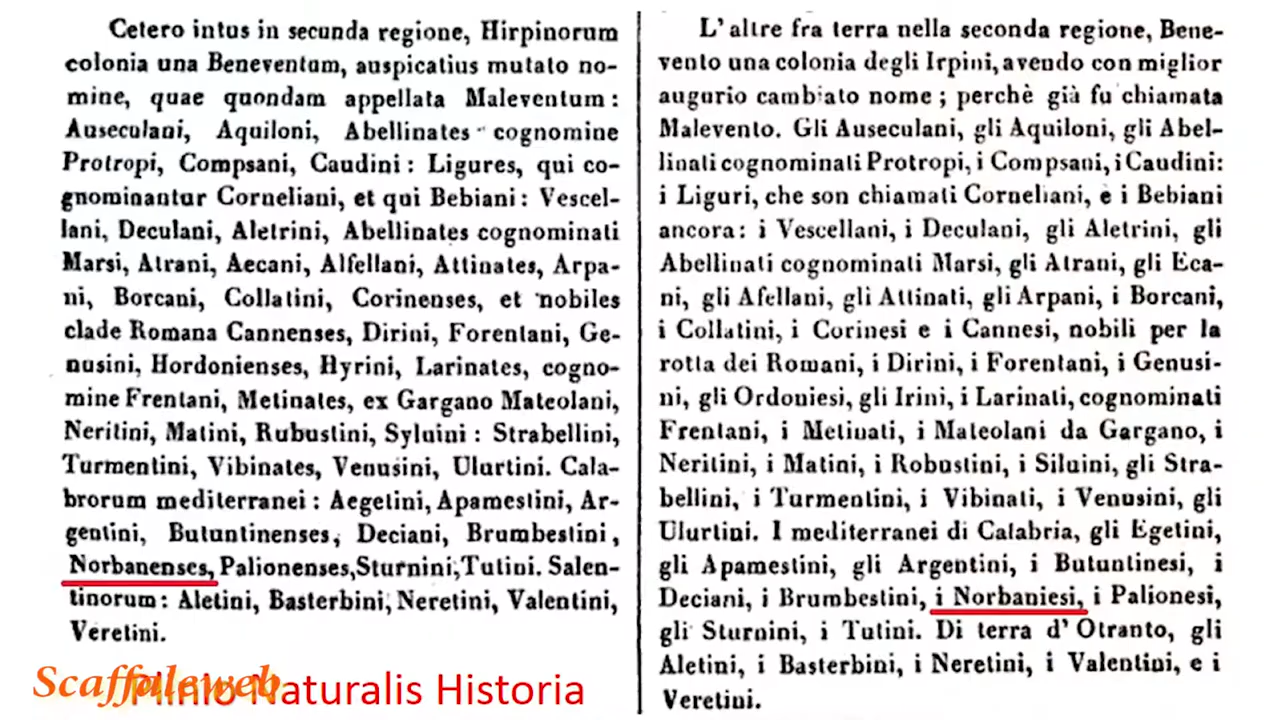 Cetero intus in secunda regione, Hirpinorum
colonia una Beneventum, auspicatius mutato no-
mine, quae quondam appellata Maleventum:
Auseculani, Aquiloni, Abellinates cognomine
Protropi, Compsani, Caudini: Ligures, qui co-
gnominantur Corneliani, et qui Bebiani: Vescel-
lani, Deculani, Aletrini, Abellinates cognominati
Marsi, Atrani, Aecani, Alfellani, Attinates, Arpa-
ni, Borcani, Collatini, Corinenses, et nobiles
clade Romana Cannenses, Dirini, Forentani, Ge-
nusini, Hordonienses, Hyrini, Larinates, cogno-
mine Frentani, Metinates, ex Gargano Mateolani,
Neritini, Matini, Rubustini, Syluini: Strabellini,
Turmentini, Vibinates, Venusini, Ulurtini. Cala-
brorum mediterranei: Aegetini, Apamestini, Ar-
gentini, Butuntinenses, Deciani, Brumbestini,
Norbanenses, Palionenses, Sturnini, Tutini. Salen-
tinorum: Aletini, Basterbini, Neretini, Valentini,
Veretini.
L'altre fra terra nella seconda regione, Bene-
vento una colonia degli Irpini, avendo con miglior
augurio cambiato nome; perchè già fu chiamata
Malevento. Gli Auseculani, gli Aquiloni, gli Abel-
linati cognominati Protropi, i Compsani, i Caudini:
i Liguri, che son chiamati Corneliani, e i Bebiani
ancora: i Vescellani, i Deculani, gli Aletrini, gli
Abellinati cognominati Marsi, gli Atrani, gli Eca-
ni, gli Afellani, gli Attinati, gli Arpani, i Borcani,
i Collatini, i Corinesi e i Cannesi, nobili per la
rotta dei Romani, i Dirini, i Forentani, i Genusi-
ni, gli Ordoniesi, gli Irini, i Larinati, cognominati
Frentani, i Metinati, i Mateolani da Gargano, i
Neritini, i Matini, i Robustini, i Siluini, gli Stra-
bellini, i Turmentini, i Vibinati, i Venusini, gli
Ulurtini. I mediterranei di Calabria, gli Egetini,
gli Apamestini, gli Argentini, i Butuntinesi, i
Deciani, i Brumbestini, i Norbaniesi, i Palionesi,
gli Sturnini, i Tutini. Di terra d' Otranto, gli
Aletini, i Basterbini, i Neretini, i Valentini, e i
Veretini.
Scaffaleweb
Plinio Naturalis Historia